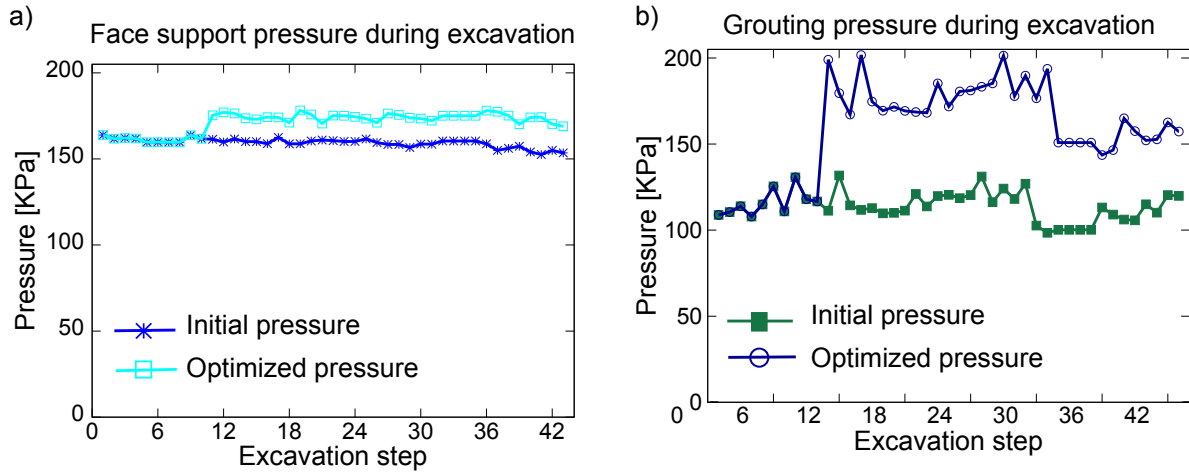 a)
Face support pressure during excavation
200
150
100
50
0
Pressure [KPa]
Initial pressure
Optimized pressure
0 6 12 18 24 30 36 42
Excavation step
b)
Grouting pressure during excavation
200
150
100
50
0
Pressure [KPa]
Initial pressure
Optimized pressure
6 12 18 24 30 36 42
Excavation step